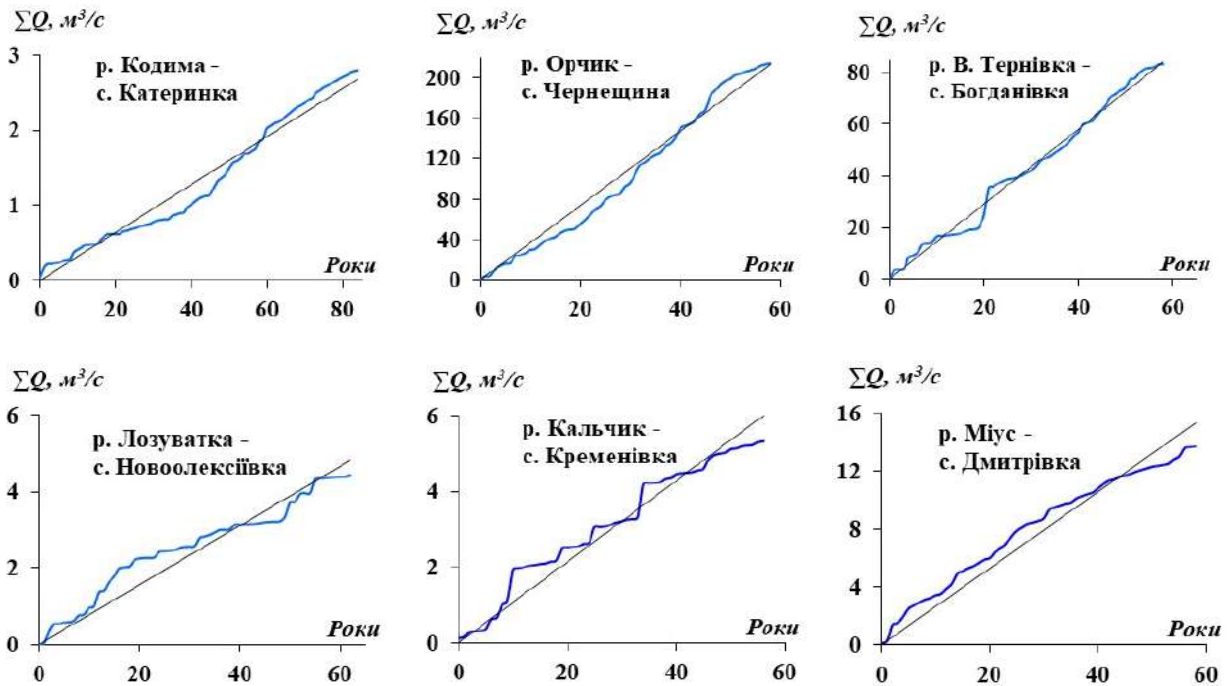 ∑Q, м³/с
р. Кодима -
с. Катеринка
3
2
1
0
Роки
0 20 40 60 80
∑Q, м³/с
р. Орчик -
с. Чернещина
200
160
120
80
40
0
Роки
0 20 40 60
∑Q, м³/с
р. В. Тернівка -
с. Богданівка
80
60
40
20
0
Роки
0 20 40 60
∑Q, м³/с
р. Лозуватка -
с. Новоолексіївка
6
4
2
0
Роки
0 20 40 60
∑Q, м³/с
р. Кальчик -
с. Кременівка
6
4
2
0
Роки
0 20 40 60
∑Q, м³/с
р. Міус -
с. Дмитрівка
16
12
8
4
0
Роки
0 20 40 60